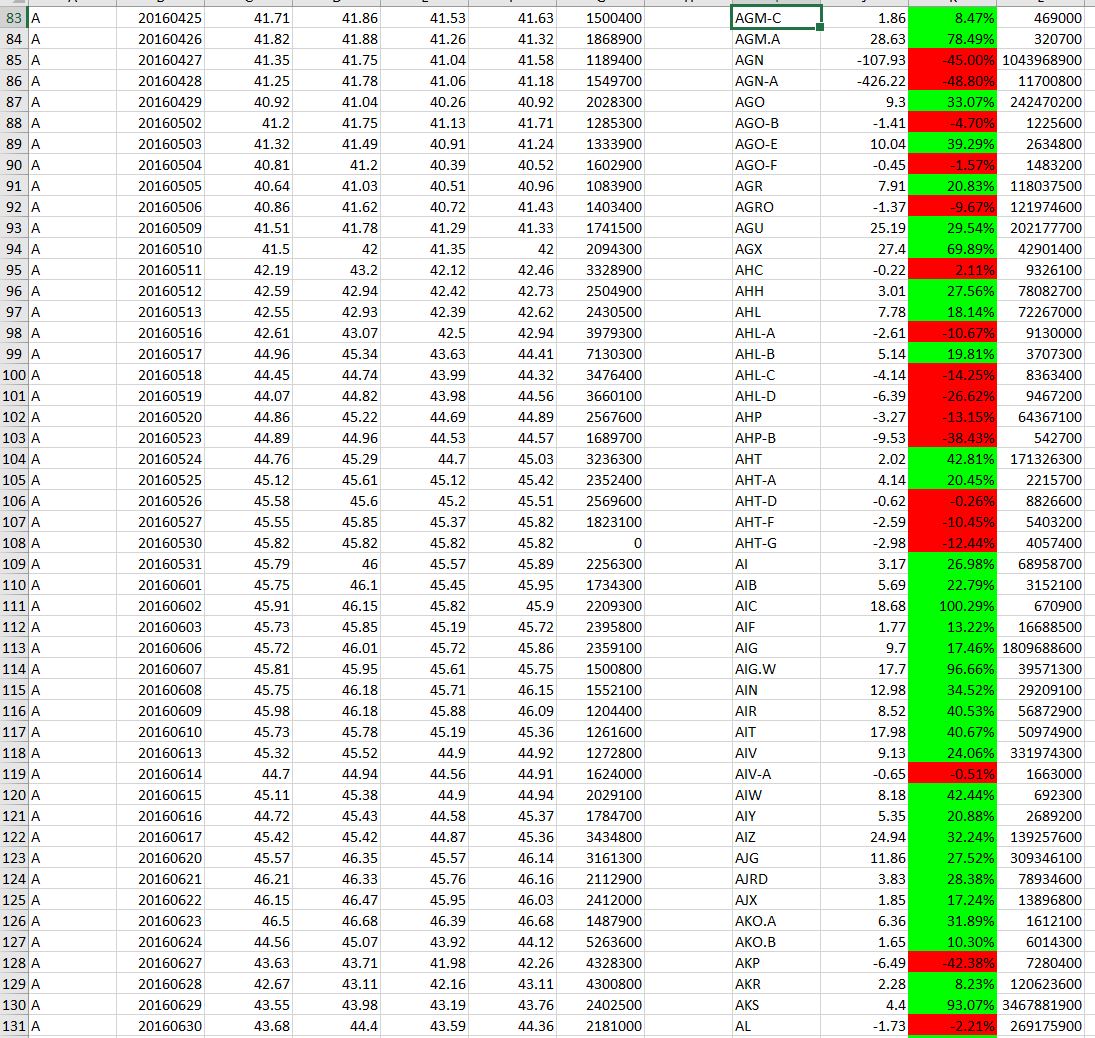 83 A 20160425 41.71 41.86 41.53 41.63 1500400 AGM-C 1.86 8.47% 469000
84 A 20160426 41.82 41.88 41.26 41.32 1868900 AGM.A 28.63 78.49% 320700
85 A 20160427 41.35 41.75 41.04 41.58 1189400 AGN -107.93 -45.00% 1043968900
86 A 20160428 41.25 41.78 41.06 41.18 1549700 AGN-A -426.22 -48.80% 11700800
87 A 20160429 40.92 41.04 40.26 40.92 2028300 AGO 9.3 33.07% 242470200
88 A 20160502 41.2 41.75 41.13 41.71 1285300 AGO-B -1.41 -4.70% 1225600
89 A 20160503 41.32 41.49 40.91 41.24 1333900 AGO-E 10.04 39.29% 2634800
90 A 20160504 40.81 41.2 40.39 40.52 1602900 AGO-F -0.45 -1.57% 1483200
91 A 20160505 40.64 41.03 40.51 40.96 1083900 AGR 7.91 20.83% 118037500
92 A 20160506 40.86 41.62 40.72 41.43 1403400 AGRO -1.37 -9.67% 121974600
93 A 20160509 41.51 41.78 41.29 41.33 1741500 AGU 25.19 29.54% 202177700
94 A 20160510 41.5 42 41.35 42 2094300 AGX 27.4 69.89% 42901400
95 A 20160511 42.19 43.2 42.12 42.46 3328900 AHC -0.22 2.11% 9326100
96 A 20160512 42.59 42.94 42.42 42.73 2504900 AHH 3.01 27.56% 78082700
97 A 20160513 42.55 42.93 42.39 42.62 2430500 AHL 7.78 18.14% 72267000
98 A 20160516 42.61 43.07 42.5 42.94 3979300 AHL-A -2.61 -10.67% 9130000
99 A 20160517 44.96 45.34 43.63 44.41 7130300 AHL-B 5.14 19.81% 3707300
100 A 20160518 44.45 44.74 43.99 44.32 3476400 AHL-C -4.14 -14.25% 8363400
101 A 20160519 44.07 44.82 43.98 44.56 3660100 AHL-D -6.39 -26.62% 9467200
102 A 20160520 44.86 45.22 44.69 44.89 2567600 AHP -3.27 -13.15% 64367100
103 A 20160523 44.89 44.96 44.53 44.57 1689700 AHP-B -9.53 -38.43% 542700
104 A 20160524 44.76 45.29 44.7 45.03 3236300 AHT 2.02 42.81% 171326300
105 A 20160525 45.12 45.61 45.12 45.42 2352400 AHT-A 4.14 20.45% 2215700
106 A 20160526 45.58 45.6 45.2 45.51 2569600 AHT-D -0.62 -0.26% 8826600
107 A 20160527 45.55 45.85 45.37 45.82 1823100 AHT-F -2.59 -10.45% 5403200
108 A 20160530 45.82 45.82 45.82 45.82 0 AHT-G -2.98 -12.44% 4057400
109 A 20160531 45.79 46 45.57 45.89 2256300 AI 3.17 26.98% 68958700
110 A 20160601 45.75 46.1 45.45 45.95 1734300 AIB 5.69 22.79% 3152100
111 A 20160602 45.91 46.15 45.82 45.9 2209300 AIC 18.68 100.29% 670900
112 A 20160603 45.73 45.85 45.19 45.72 2395800 AIF 1.77 13.22% 16688500
113 A 20160606 45.72 46.01 45.72 45.86 2359100 AIG 9.7 17.46% 1809688600
114 A 20160607 45.81 45.95 45.61 45.75 1500800 AIG.W 17.7 96.66% 39571300
115 A 20160608 45.75 46.18 45.71 46.15 1552100 AIN 12.98 34.52% 29209100
116 A 20160609 45.98 46.18 45.88 46.09 1204400 AIR 8.52 40.53% 56872900
117 A 20160610 45.73 45.78 45.19 45.36 1261600 AIT 17.98 40.67% 50974900
118 A 20160613 45.32 45.52 44.9 44.92 1272800 AIV 9.13 24.06% 331974300
119 A 20160614 44.7 44.94 44.56 44.91 1624000 AIV-A -0.65 -0.51% 1663000
120 A 20160615 45.11 45.38 44.9 44.94 2029100 AIW 8.18 42.44% 692300
121 A 20160616 44.72 45.43 44.58 45.37 1784700 AIY 5.35 20.88% 2689200
122 A 20160617 45.42 45.42 44.87 45.36 3434800 AIZ 24.94 32.24% 139257600
123 A 20160620 45.57 46.35 45.57 46.14 3161300 AJG 11.86 27.52% 309346100
124 A 20160621 46.21 46.33 45.76 46.16 2112900 AJRD 3.83 28.38% 78934600
125 A 20160622 46.15 46.47 45.95 46.03 2412000 AJX 1.85 17.24% 13896800
126 A 20160623 46.5 46.68 46.39 46.68 1487900 AKO.A 6.36 31.89% 1612100
127 A 20160624 44.56 45.07 43.92 44.12 5263600 AKO.B 1.65 10.30% 6014300
128 A 20160627 43.63 43.71 41.98 42.26 4328300 AKP -6.49 -42.38% 7280400
129 A 20160628 42.67 43.11 42.16 43.11 4300800 AKR 2.28 8.23% 120623600
130 A 20160629 43.55 43.98 43.19 43.76 2402500 AKS 4.4 93.07% 3467881900
131 A 20160630 43.68 44.4 43.59 44.36 2181000 AL -1.73 -2.21% 269175900